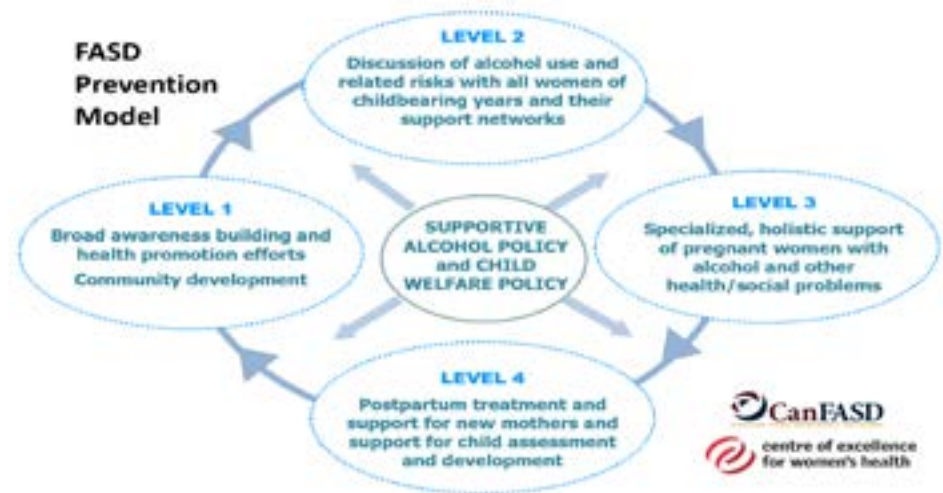 FASD
Prevention
Model
LEVEL 2
Discussion of alcohol use and
related risks with all women of
childbearing years and their
support networks
LEVEL 1
Broad awareness building and
health promotion efforts
Community development
SUPPORTIVE
ALCOHOL POLICY
and CHILD
WELFARE POLICY
LEVEL 3
Specialized, holistic support
of pregnant women with
alcohol and other
health/social problems
LEVEL 4
Postpartum treatment and
support for new mothers and
support for child assessment
and development
CanFASD
centre of excellence
for women's health